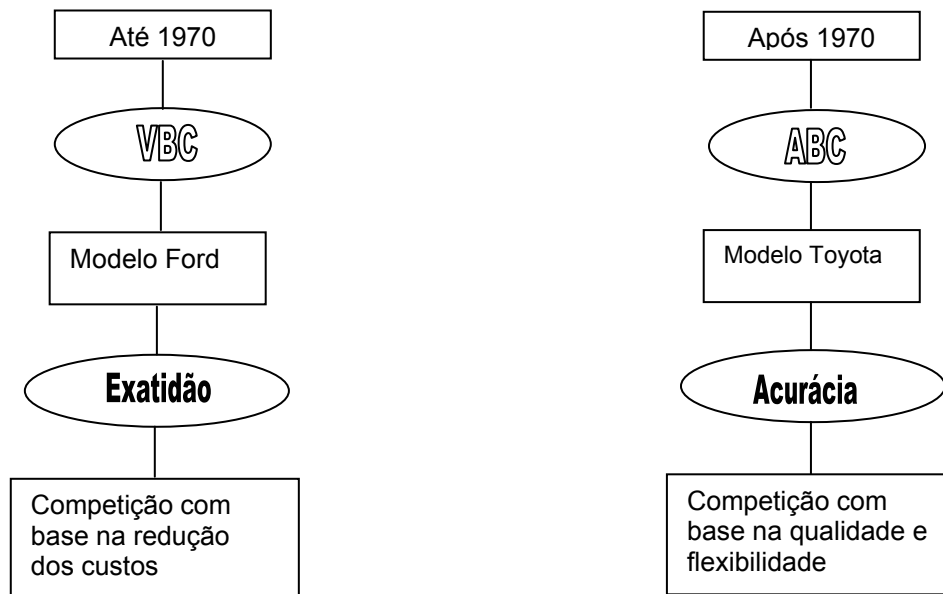 Até 1970
VBC
Modelo Ford
Exatidão
Competição com
base na redução
dos custos
Após 1970
ABC
Modelo Toyota
Acurácia
Competição com
base na qualidade e
flexibilidade